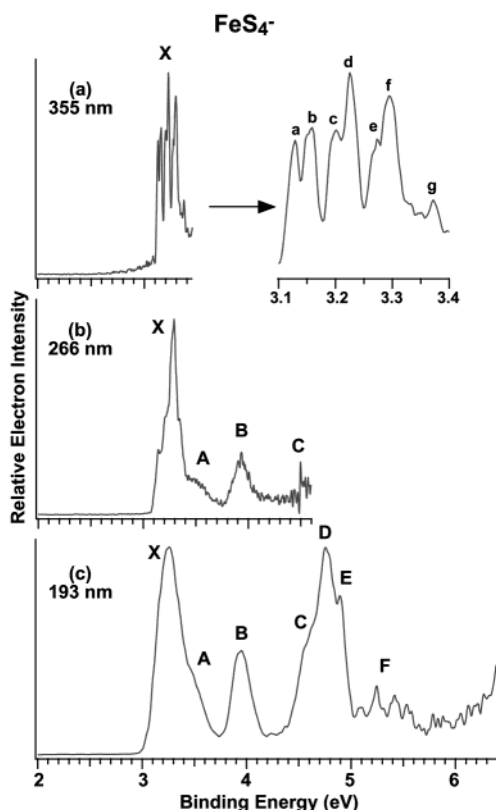 FeS4-
X
(a)
355 nm
a b c d e f g
3.1 3.2 3.3 3.4
X
(b)
266 nm
A
B
C
X
(c)
193 nm
A
B
C
D
E
F
2 3 4 5 6
Binding Energy (eV)
Relative Electron Intensity